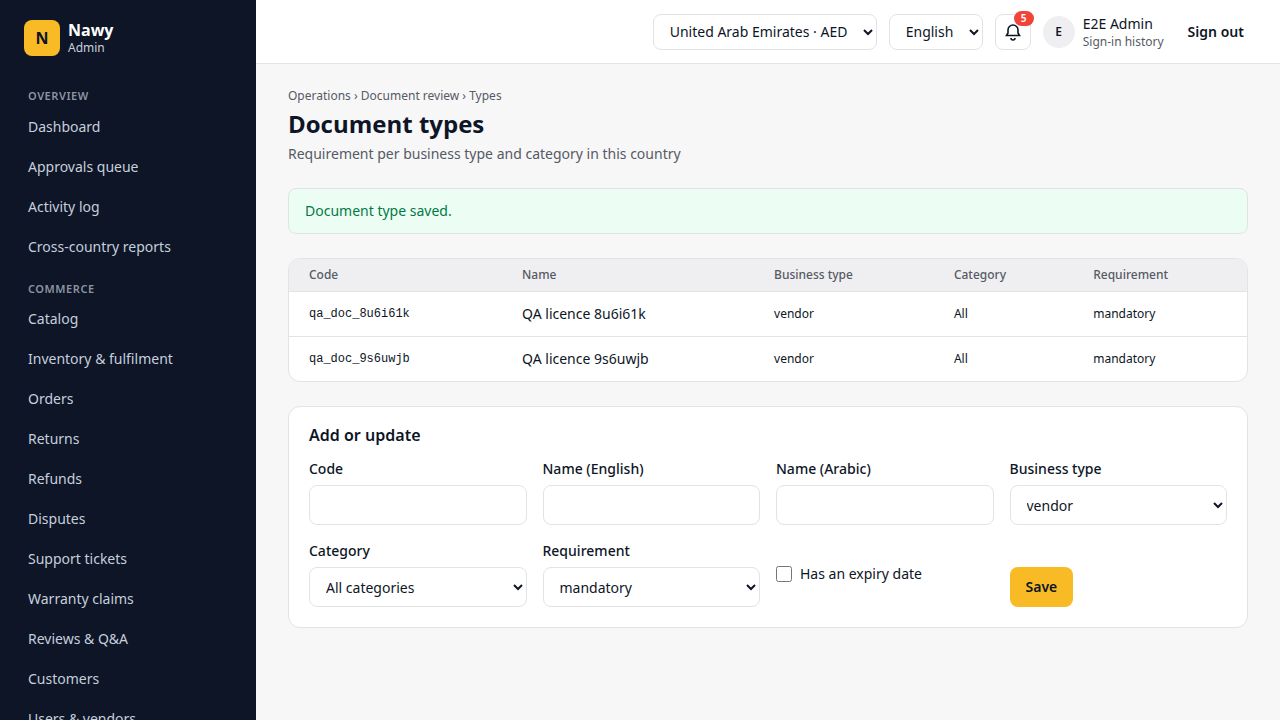 N
Nawy
Admin
OVERVIEW
Dashboard
Approvals queue
Activity log
Cross-country reports
COMMERCE
Catalog
Inventory & fulfilment
Orders
Returns
Refunds
Disputes
Support tickets
Warranty claims
Reviews & Q&A
Customers
Users & vendors
United Arab Emirates · AED
English
5
E
E2E Admin
Sign-in history
Sign out
Operations › Document review › Types
Document types
Requirement per business type and category in this country
Document type saved.
Code Name Business type Category Requirement
qa_doc_8u6i61k QA licence 8u6i61k vendor All mandatory
qa_doc_9s6uwjb QA licence 9s6uwjb vendor All mandatory
Add or update
Code Name (English) Name (Arabic) Business type
vendor
Category Requirement
All categories mandatory Has an expiry date Save